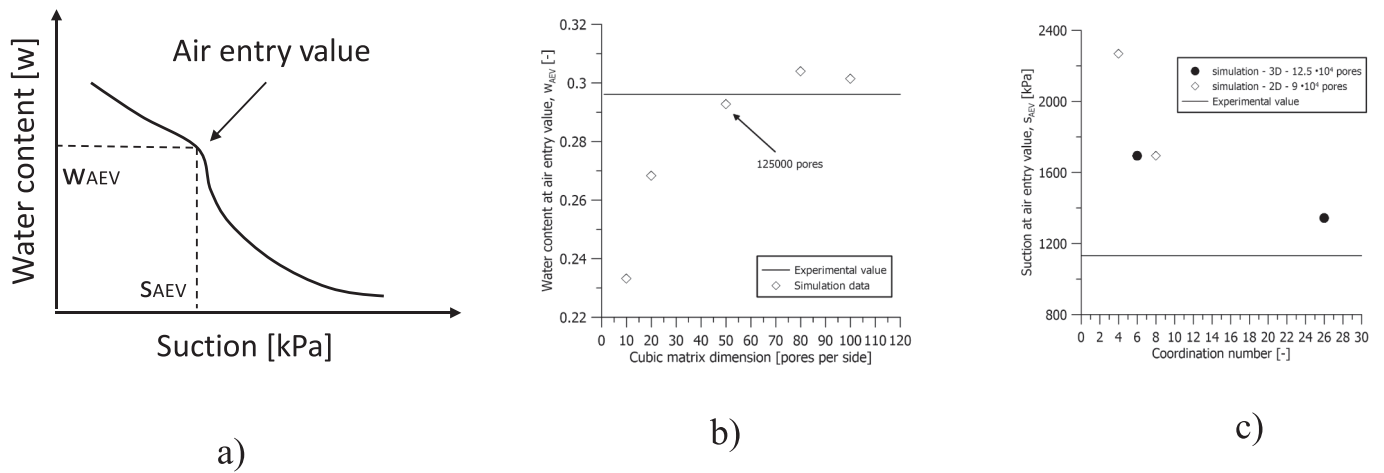 Water content [w]
Air entry value
WAEV
SAEV
Suction [kPa]
a)
Water content at air entry value, wAEV [-]
0.32
0.3
0.28
0.26
0.24
0.22
125000 pores
Experimental value
Simulation data
0 10 20 30 40 50 60 70 80 90 100 110 120
Cubic matrix dimension [pores per side]
b)
Suction at air entry value, sAEV [kPa]
2400
2000
1600
1200
800
simulation - 3D - 12.5 •10⁴ pores
simulation - 2D - 9 •10⁴ pores
Experimental value
0 2 4 6 8 10 12 14 16 18 20 22 24 26 28 30
Coordination number [-]
c)